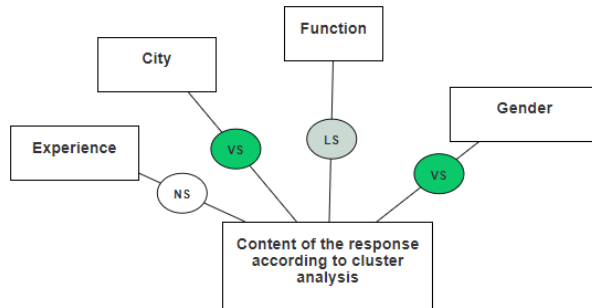 Function
City
Gender
Experience
VS
LS
VS
NS
Content of the response
according to cluster
analysis